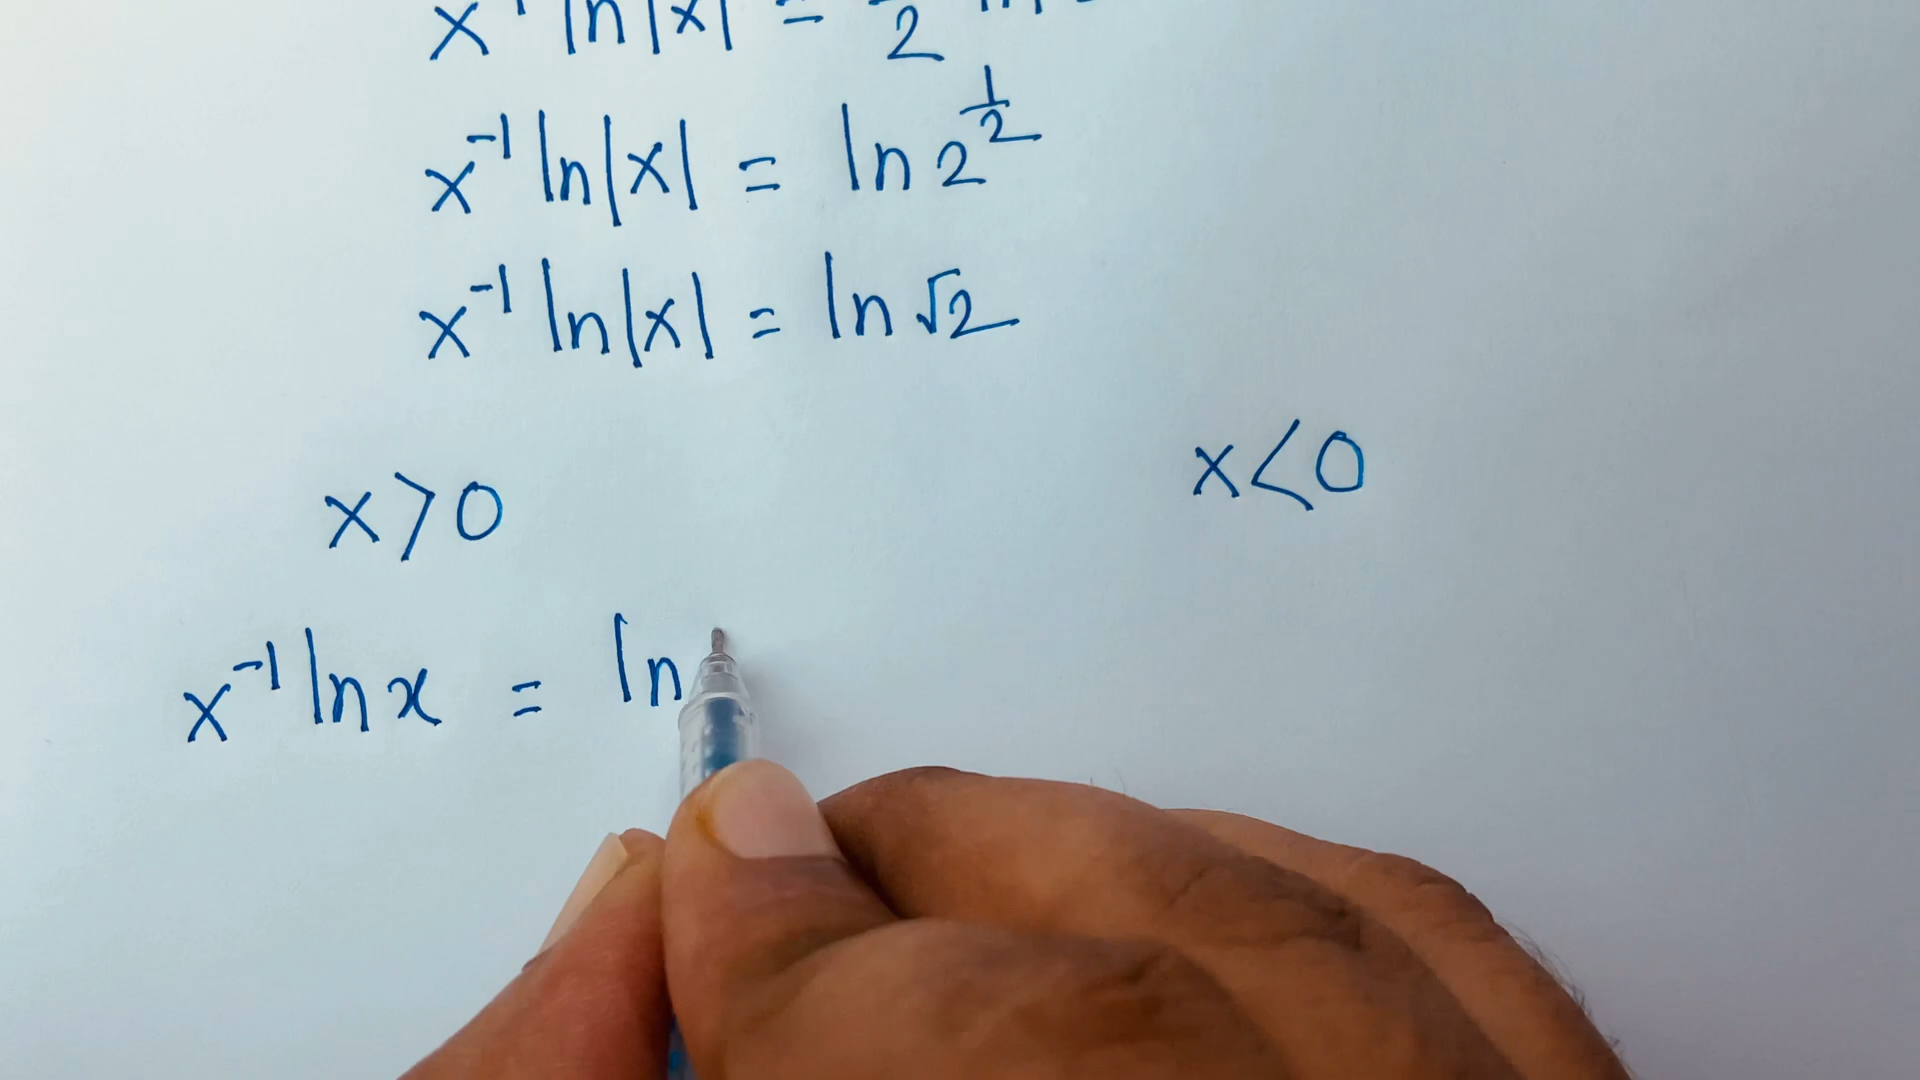 x⁻¹ ln|x| = ln 2^(1/2)
x⁻¹ ln|x| = ln √2
x > 0
x < 0
x⁻¹ ln x = ln